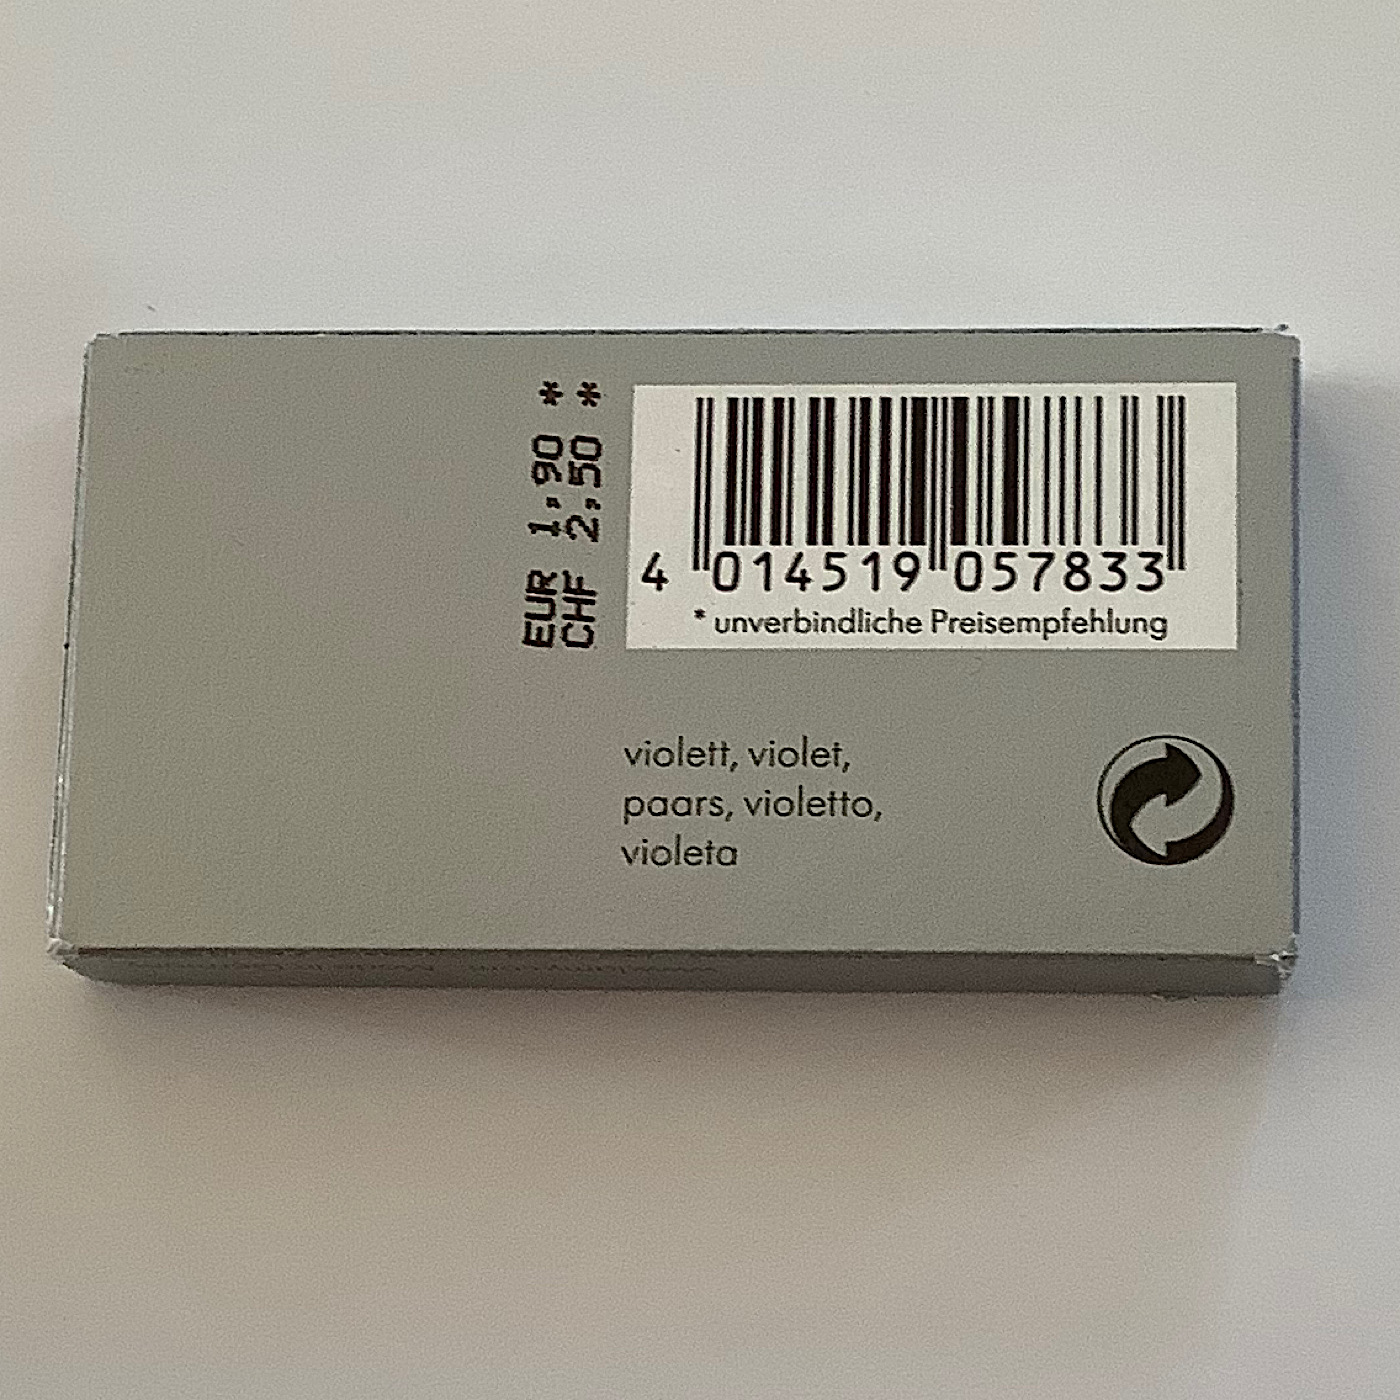 EUR 1,90 *
CHF 2,50 *
4 014519 057833
* unverbindliche Preisempfehlung
violett, violet,
paars, violetto,
violeta